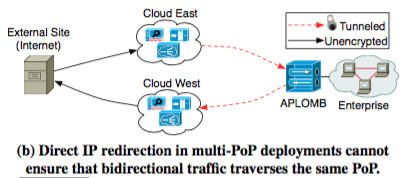 Cloud East
External Site
(Internet)
Tunneled
Unencrypted
Cloud West
APLOMB
Enterprise
(b) Direct IP redirection in multi-PoP deployments cannot
ensure that bidirectional traffic traverses the same PoP.